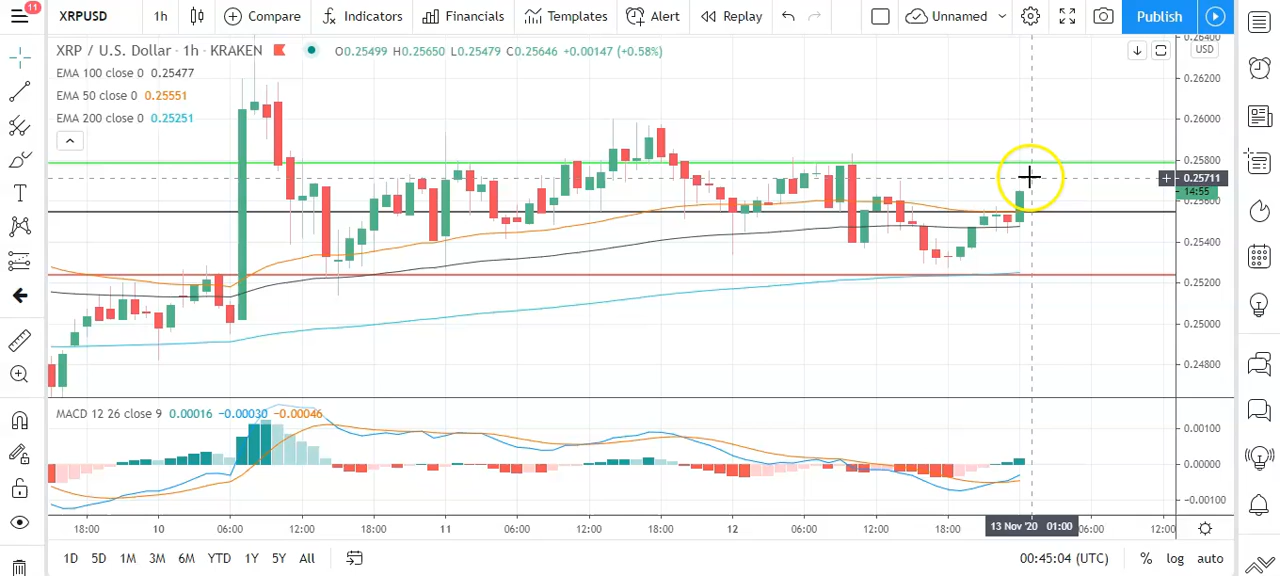 11
XRPUSD 1h Compare Indicators Financials Templates Alert Replay Unnamed Publish
XRP / U.S. Dollar · 1h · KRAKEN O0.25499 H0.25650 L0.25479 C0.25646 +0.00147 (+0.58%)
EMA 100 close 0 0.25477
EMA 50 close 0 0.25551
EMA 200 close 0 0.25251
USD
0.26200
0.26000
0.25800
0.25711
14:55
0.25400
0.25200
0.25000
0.24800
MACD 12 26 close 9 0.00016 −0.00030 −0.00046
0.00100
0.00000
−0.00100
18:00 10 06:00 12:00 18:00 11 06:00 12:00 18:00 12 06:00 12:00 18:00 13 Nov '20 01:00 06:00 12:00
1D 5D 1M 3M 6M YTD 1Y 5Y All 00:45:04 (UTC) % log auto